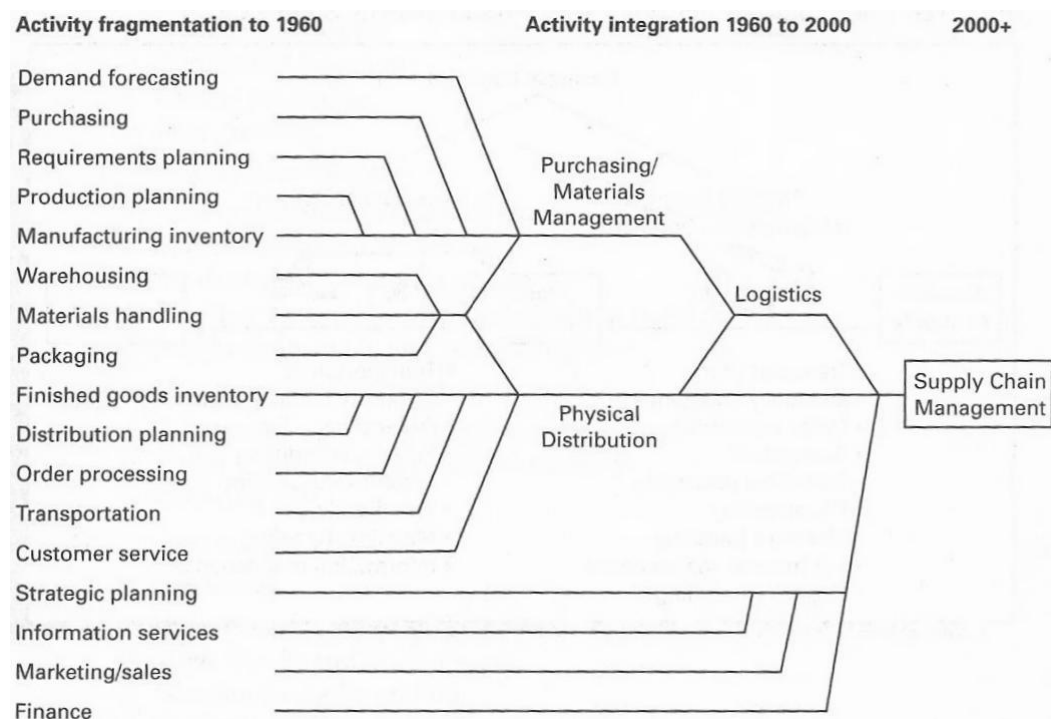 Activity fragmentation to 1960
Activity integration 1960 to 2000
2000+
Demand forecasting
Purchasing
Requirements planning
Production planning
Manufacturing inventory
Warehousing
Materials handling
Packaging
Finished goods inventory
Distribution planning
Order processing
Transportation
Customer service
Strategic planning
Information services
Marketing/sales
Finance
Purchasing/
Materials
Management
Physical
Distribution
Logistics
Supply Chain
Management